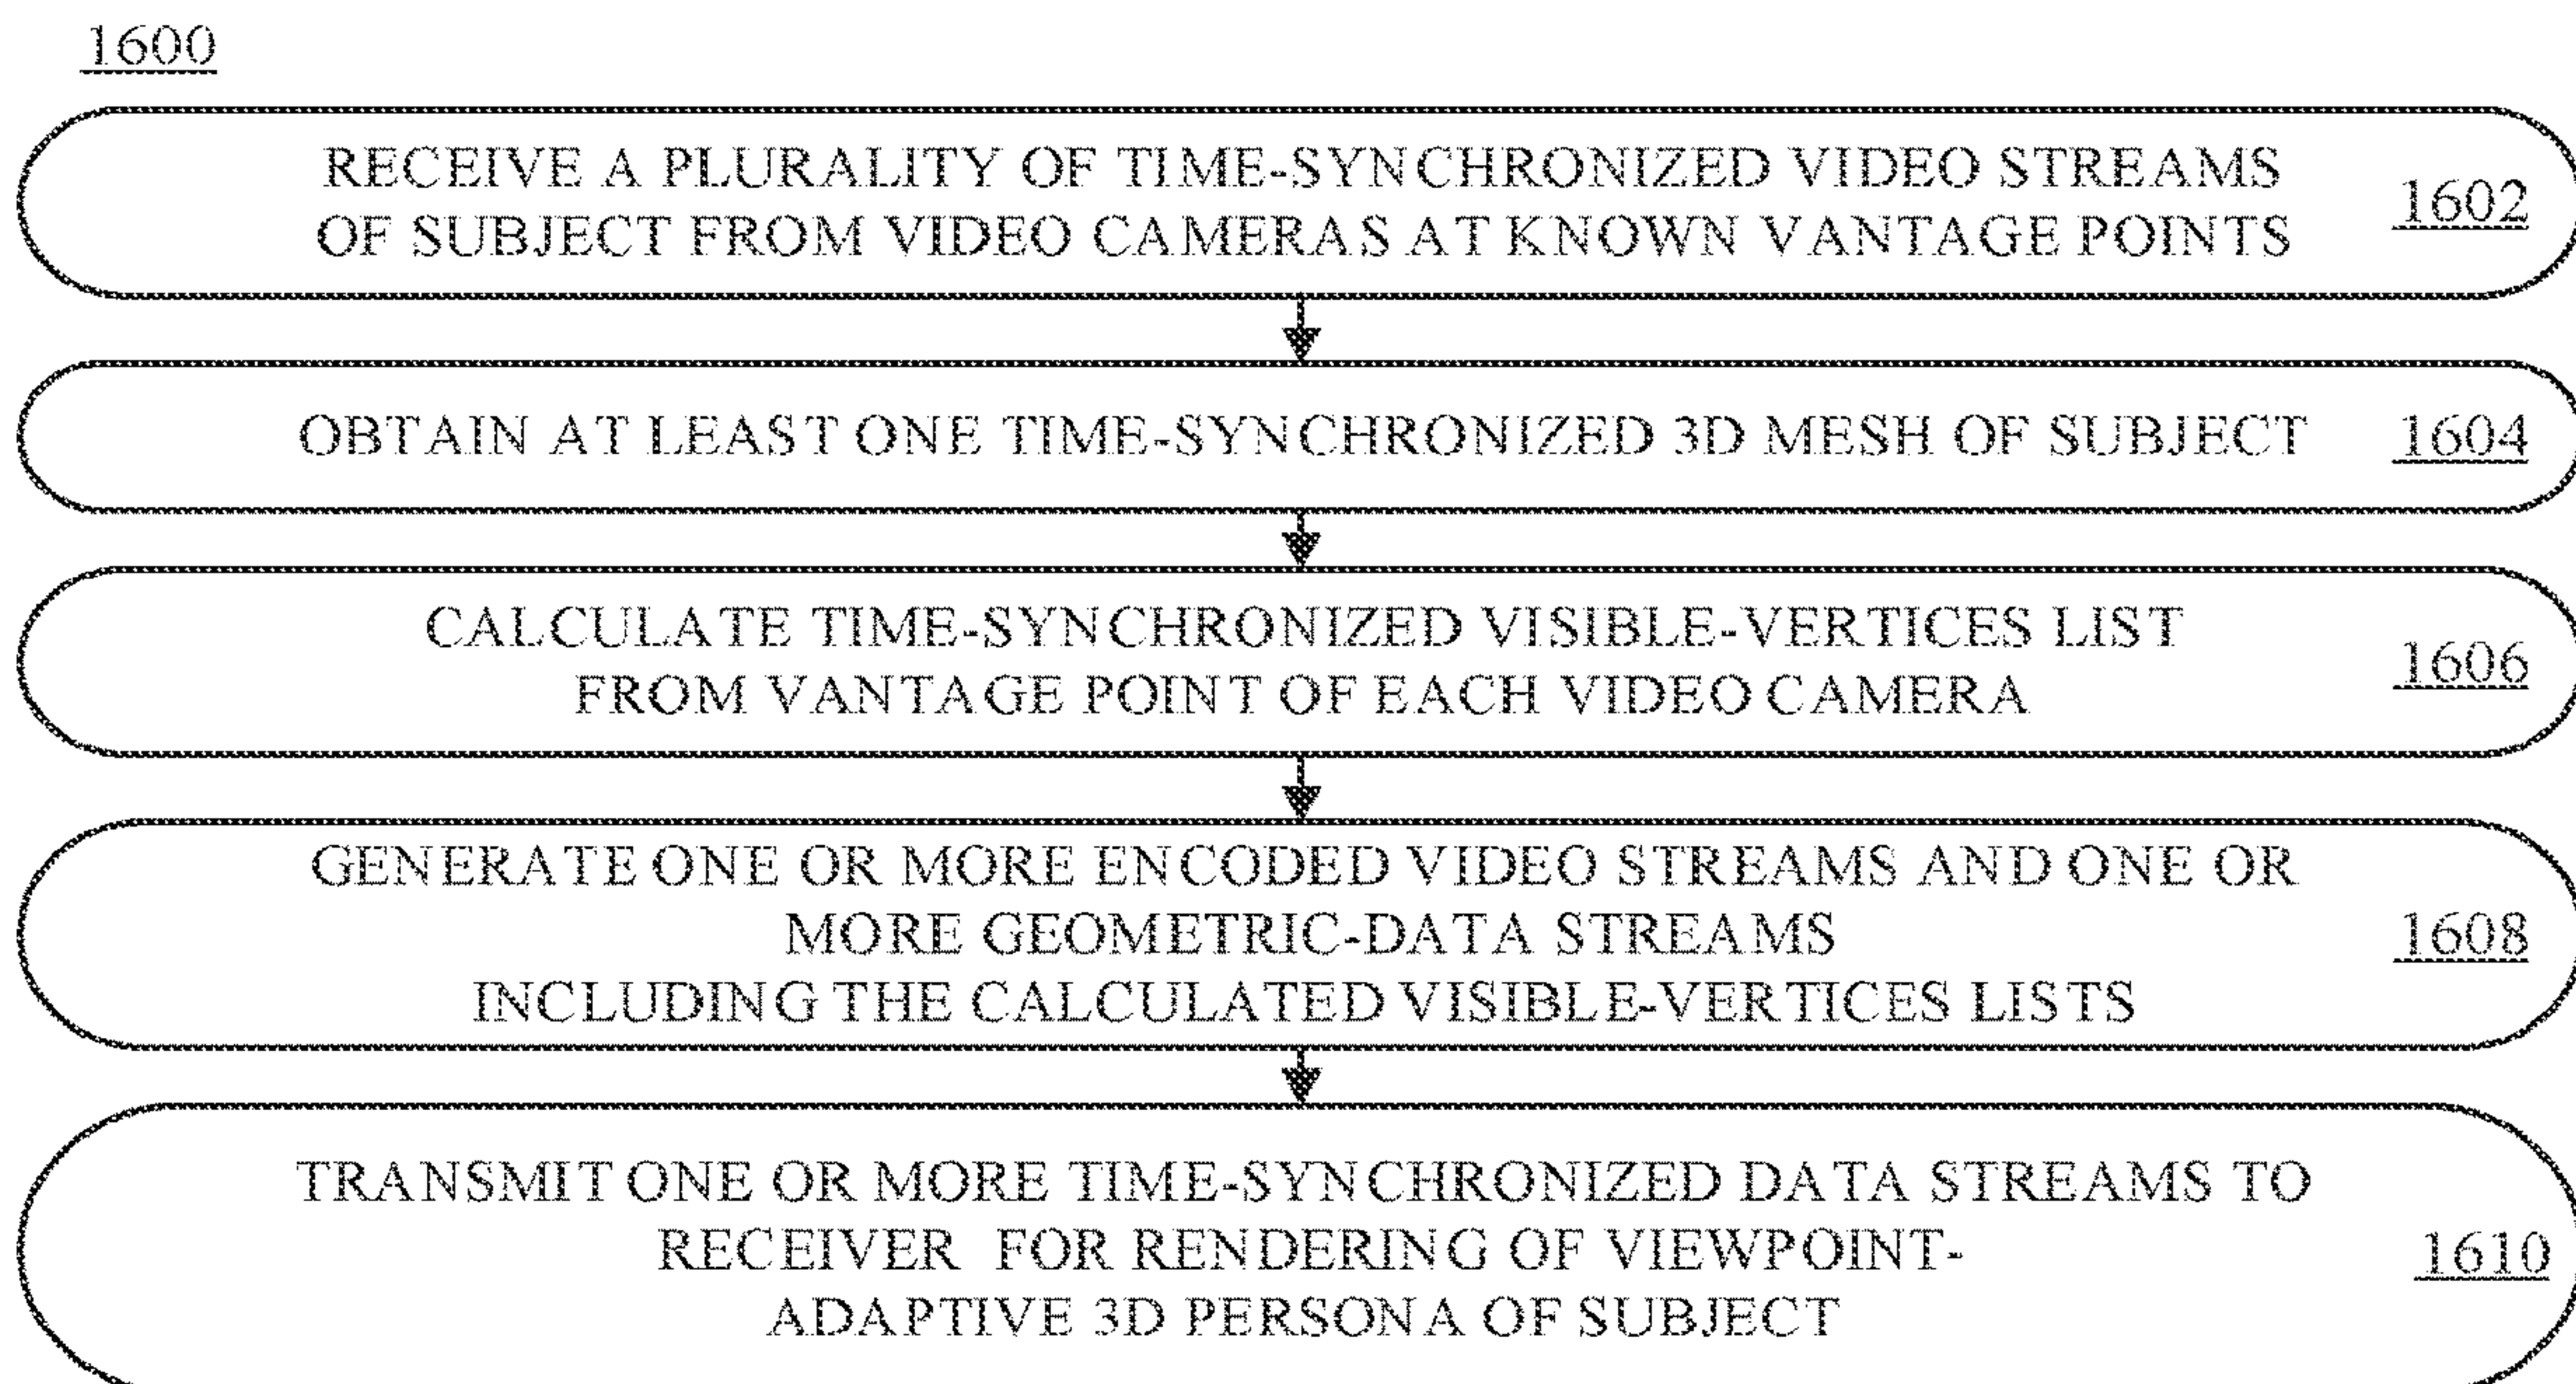 1600
RECEIVE A PLURALITY OF TIME-SYNCHRONIZED VIDEO STREAMS
OF SUBJECT FROM VIDEO CAMERAS AT KNOWN VANTAGE POINTS
1602
OBTAIN AT LEAST ONE TIME-SYNCHRONIZED 3D MESH OF SUBJECT
1604
CALCULATE TIME-SYNCHRONIZED VISIBLE-VERTICES LIST
FROM VANTAGE POINT OF EACH VIDEO CAMERA
1606
GENERATE ONE OR MORE ENCODED VIDEO STREAMS AND ONE OR
MORE GEOMETRIC-DATA STREAMS
INCLUDING THE CALCULATED VISIBLE-VERTICES LISTS
1608
TRANSMIT ONE OR MORE TIME-SYNCHRONIZED DATA STREAMS TO
RECEIVER FOR RENDERING OF VIEWPOINT-
ADAPTIVE 3D PERSONA OF SUBJECT
1610